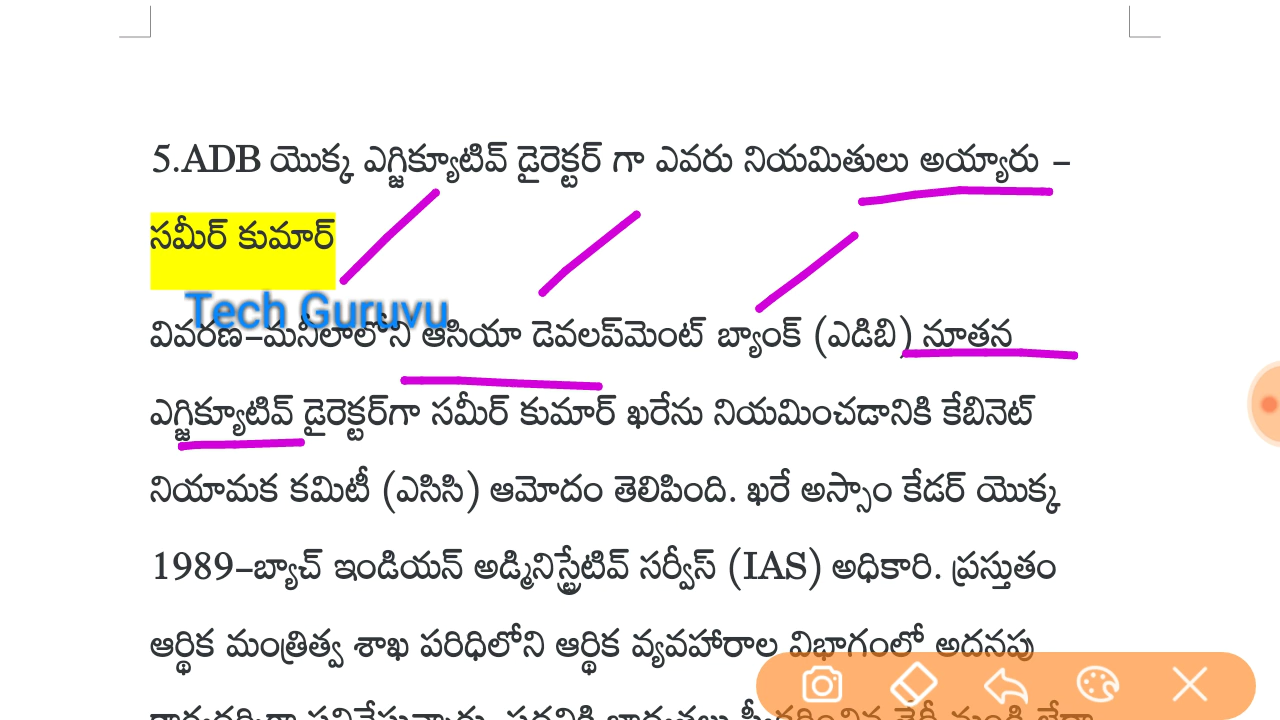 5.ADB యొక్క ఎగ్జిక్యూటివ్ డైరెక్టర్ గా ఎవరు నియమితులు అయ్యారు –
సమీర్ కుమార్
Tech Guruvu
వివరణ–మనీలాలోని ఆసియా డెవలప్‌మెంట్ బ్యాంక్ (ఎడిబి) నూతన
ఎగ్జిక్యూటివ్ డైరెక్టర్‌గా సమీర్ కుమార్ ఖరేను నియమించడానికి కేబినెట్
నియామక కమిటీ (ఎసిసి) ఆమోదం తెలిపింది. ఖరే అస్సాం కేడర్ యొక్క
1989–బ్యాచ్ ఇండియన్ అడ్మినిస్ట్రేటివ్ సర్వీస్ (IAS) అధికారి. ప్రస్తుతం
ఆర్థిక మంత్రిత్వ శాఖ పరిధిలోని ఆర్థిక వ్యవహారాల విభాగంలో అదనపు